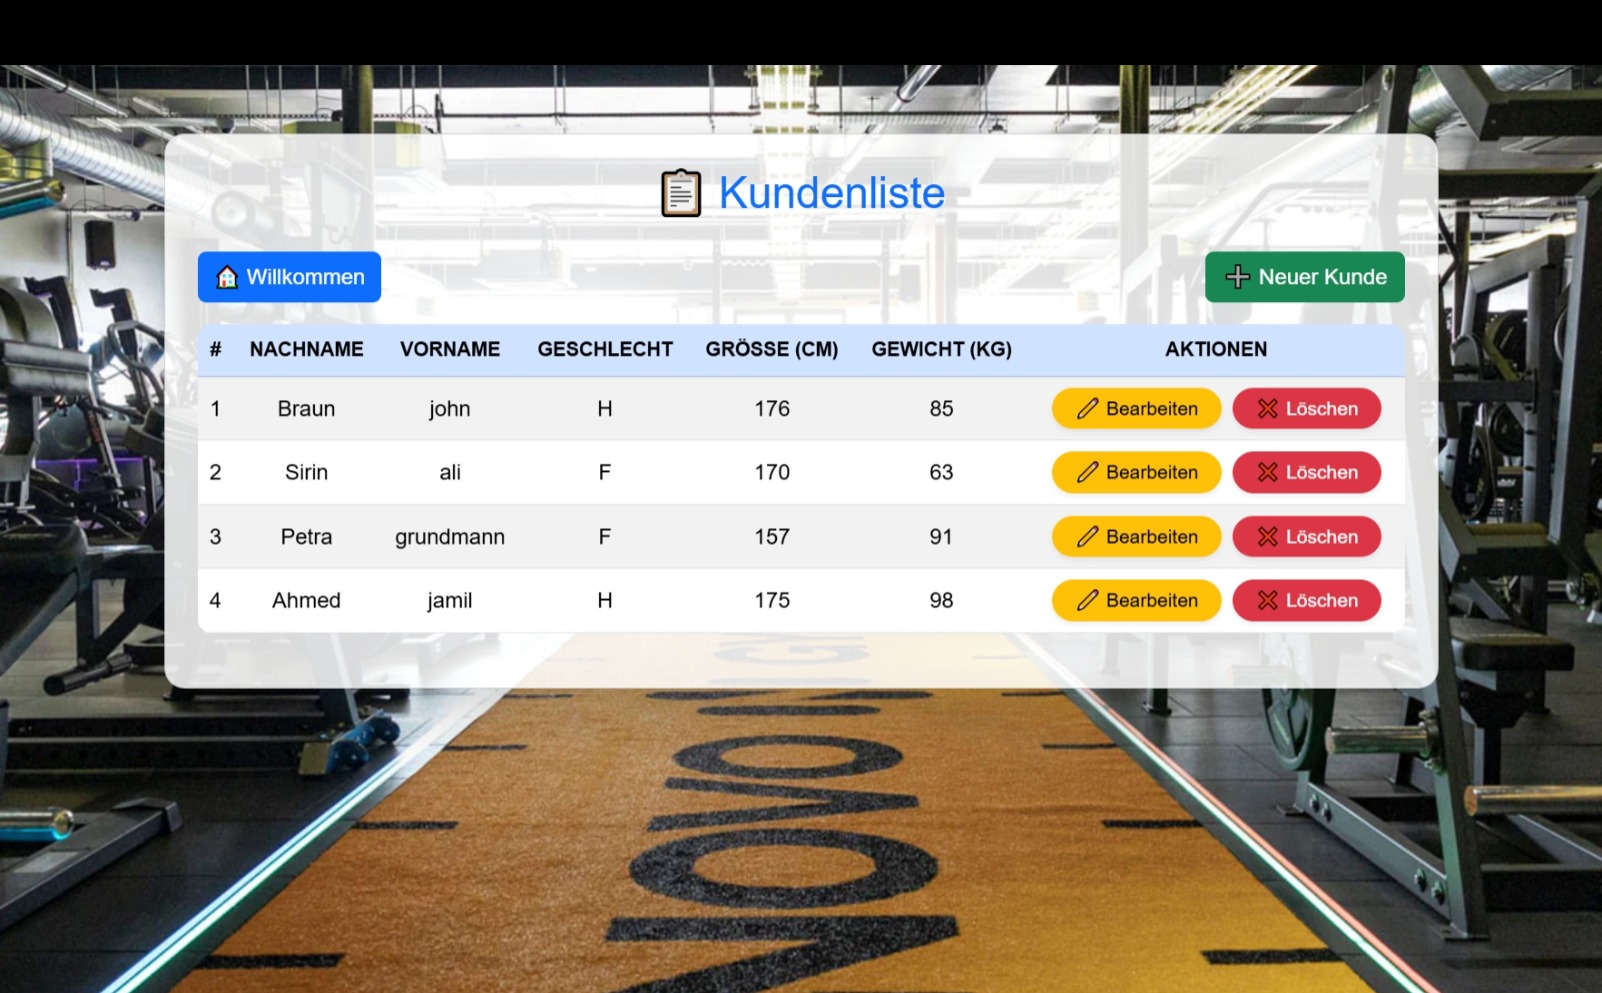 Kundenliste
Willkommen
Neuer Kunde
# NACHNAME VORNAME GESCHLECHT GRÖSSE (CM) GEWICHT (KG) AKTIONEN
1 Braun john H 176 85 Bearbeiten Löschen
2 Sirin ali F 170 63 Bearbeiten Löschen
3 Petra grundmann F 157 91 Bearbeiten Löschen
4 Ahmed jamil H 175 98 Bearbeiten Löschen